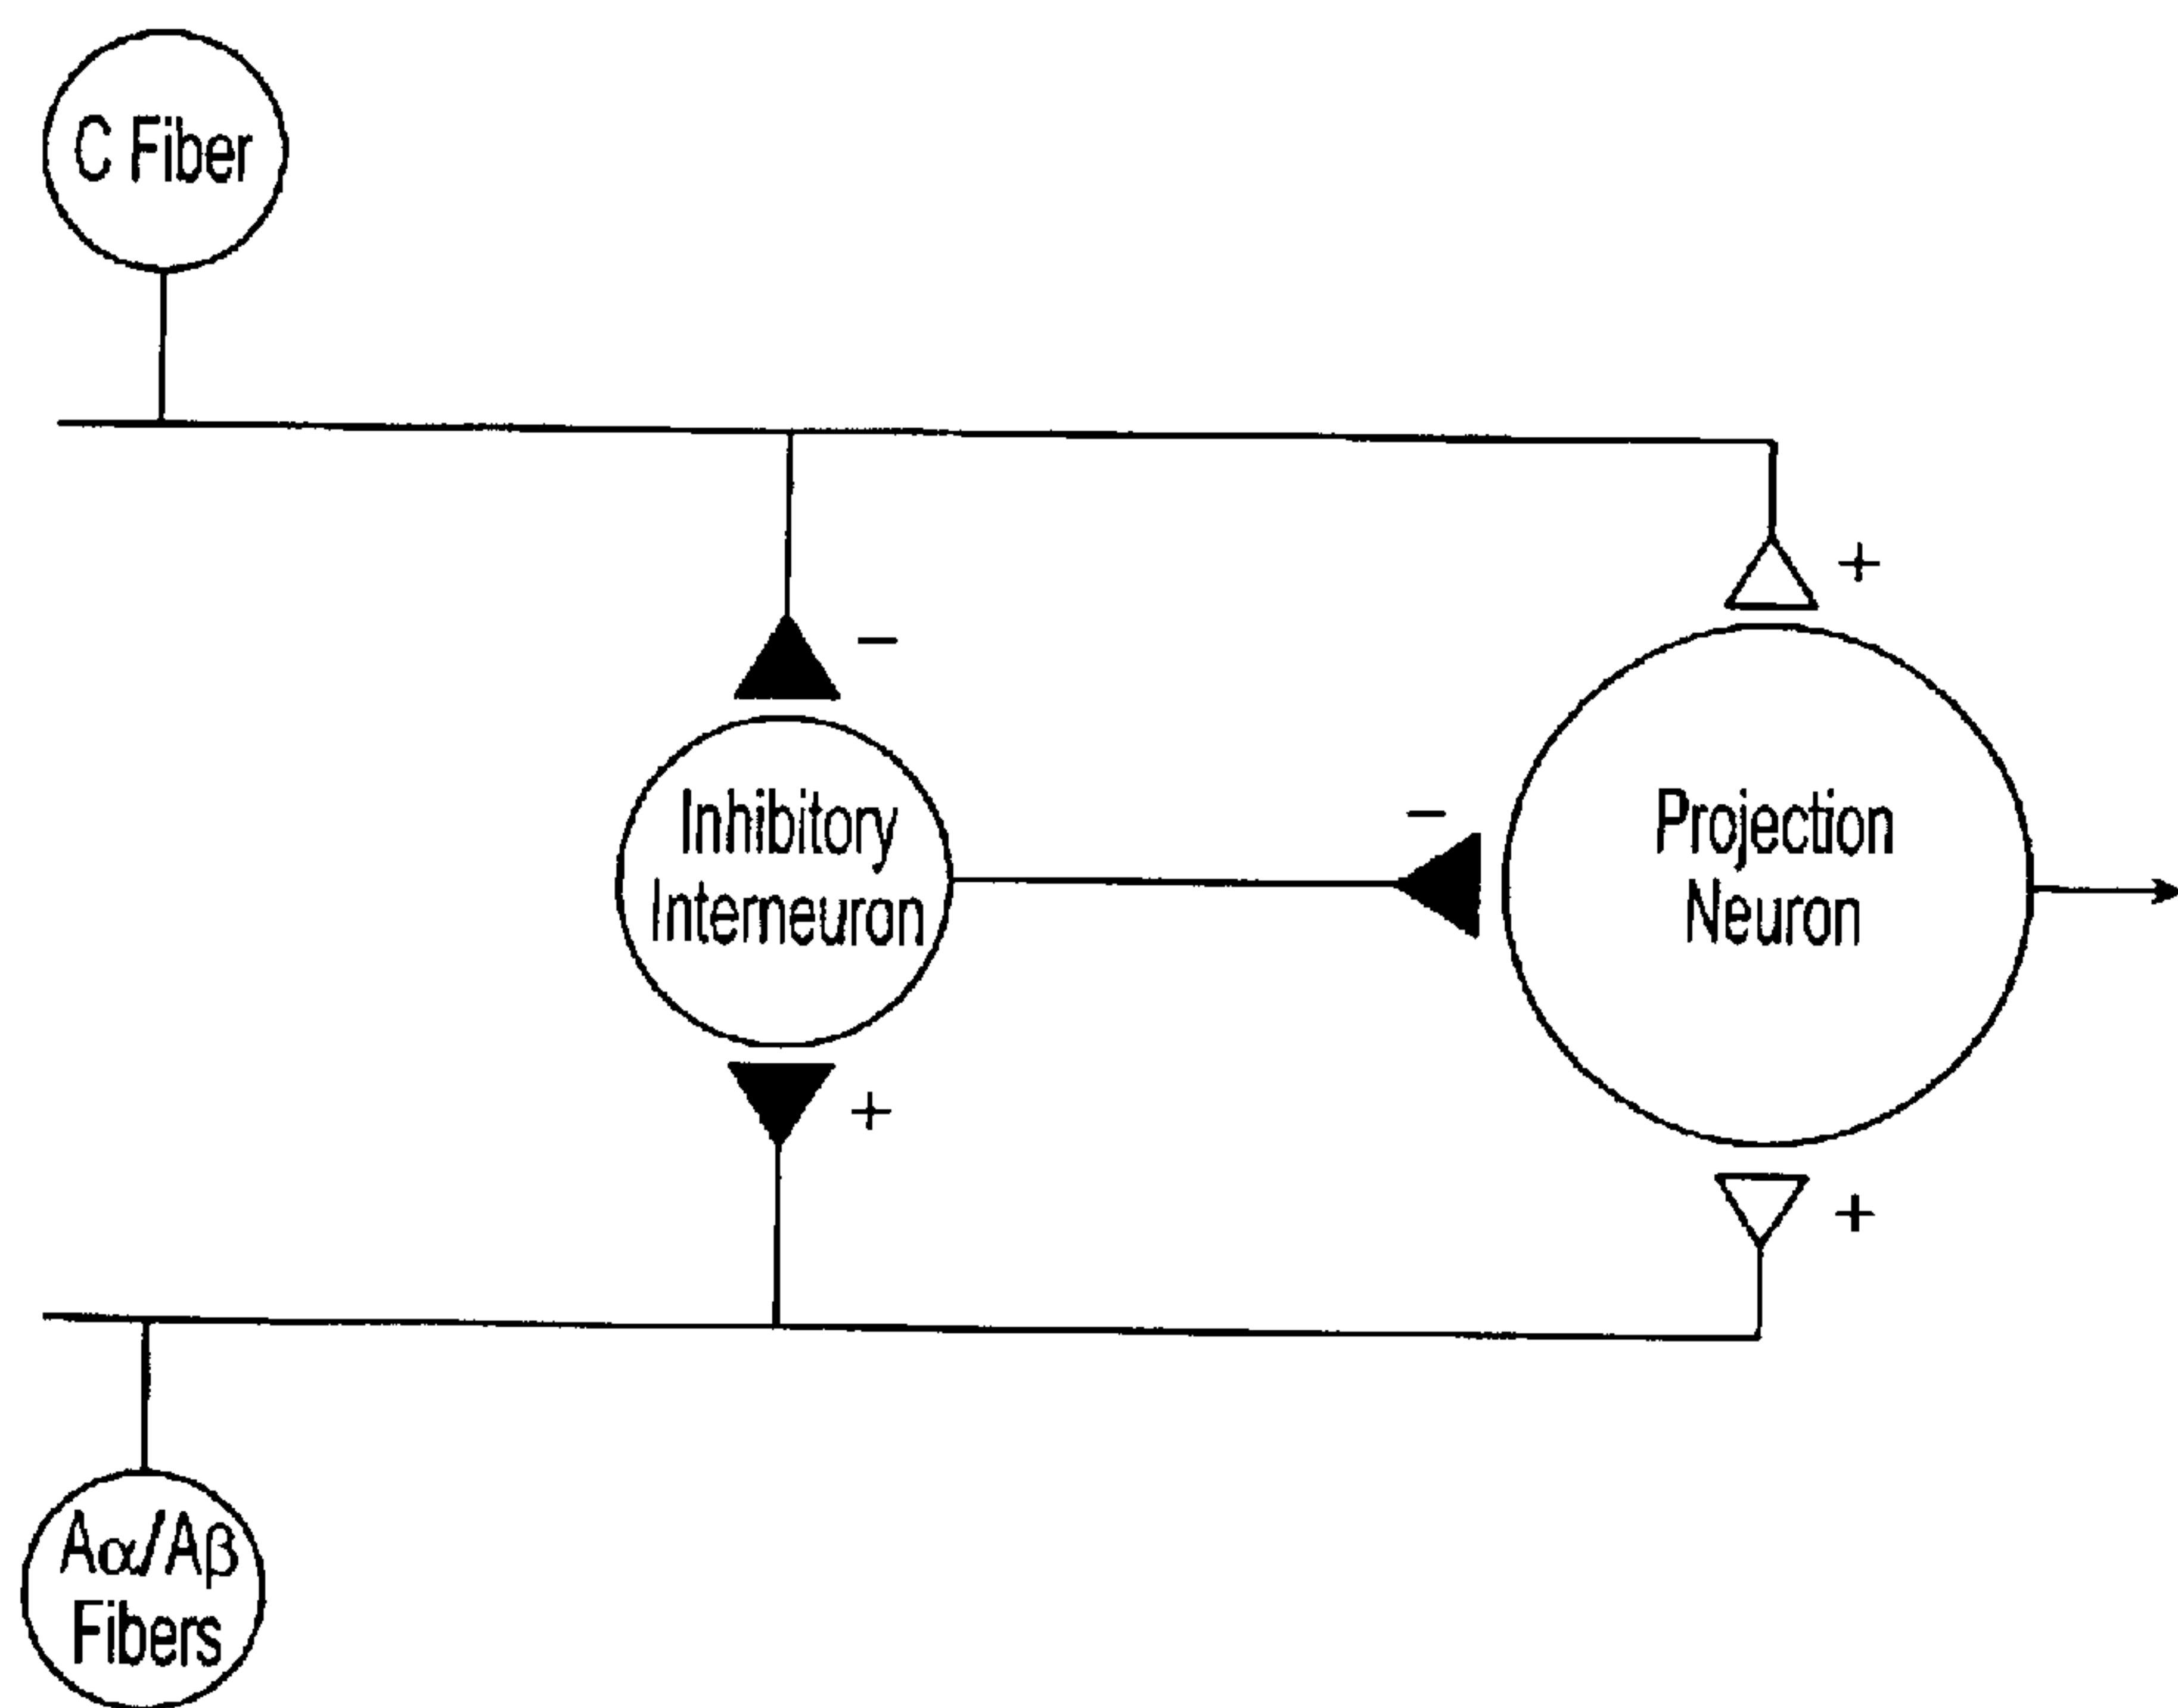 C Fiber
+
−
Inhibitory
Interneuron
−
Projection
Neuron
+
+
Aα/Aβ
Fibers